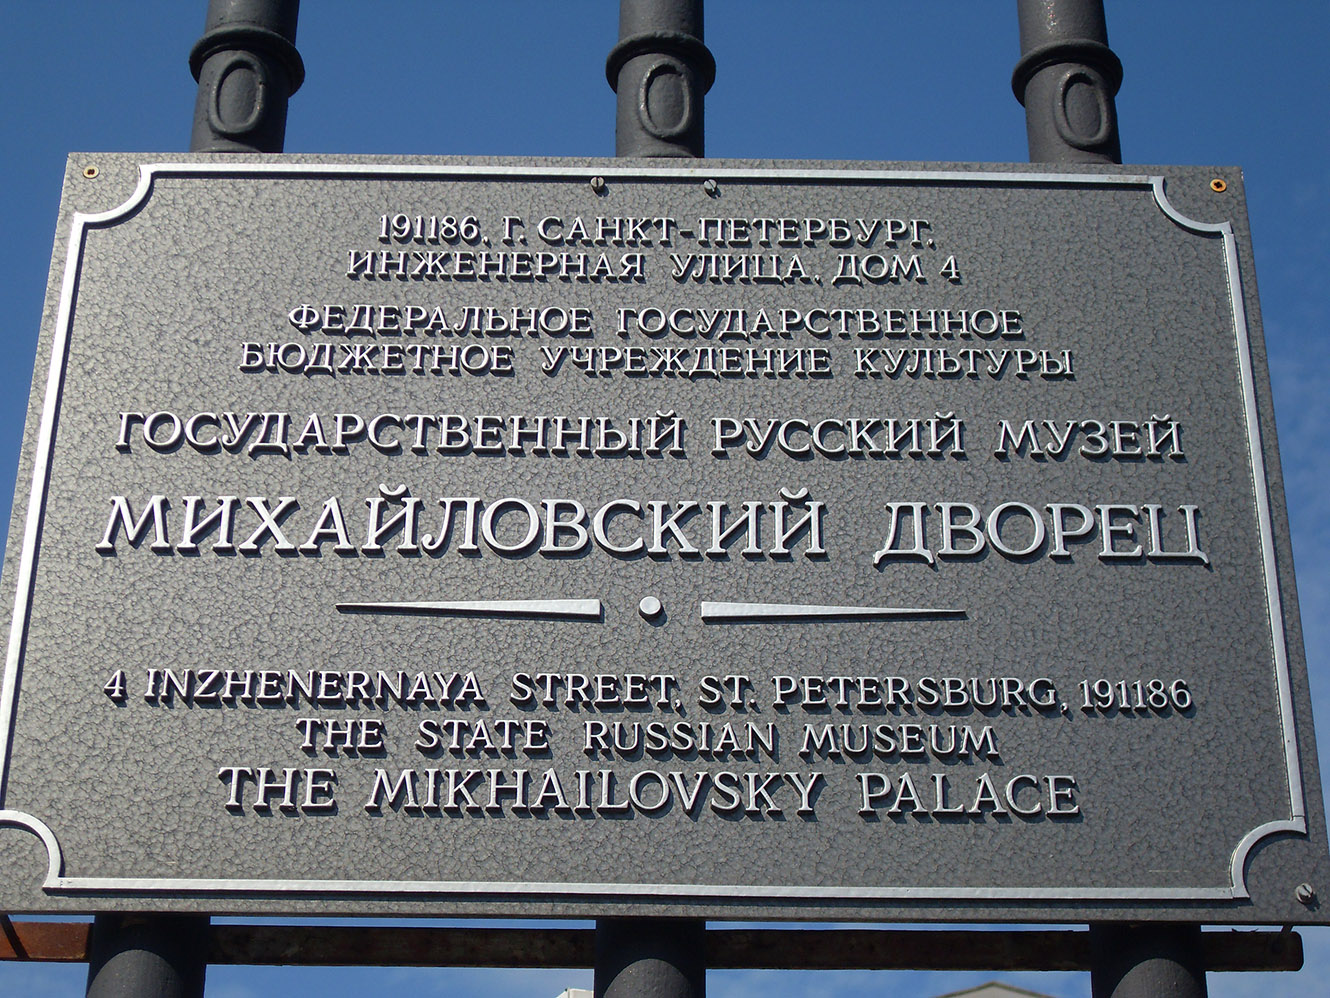 191186, Г. САНКТ-ПЕТЕРБУРГ,
ИНЖЕНЕРНАЯ УЛИЦА, ДОМ 4
ФЕДЕРАЛЬНОЕ ГОСУДАРСТВЕННОЕ
БЮДЖЕТНОЕ УЧРЕЖДЕНИЕ КУЛЬТУРЫ
ГОСУДАРСТВЕННЫЙ РУССКИЙ МУЗЕЙ
МИХАЙЛОВСКИЙ ДВОРЕЦ
4 INZHENERNAYA STREET, ST. PETERSBURG, 191186
THE STATE RUSSIAN MUSEUM
THE MIKHAILOVSKY PALACE